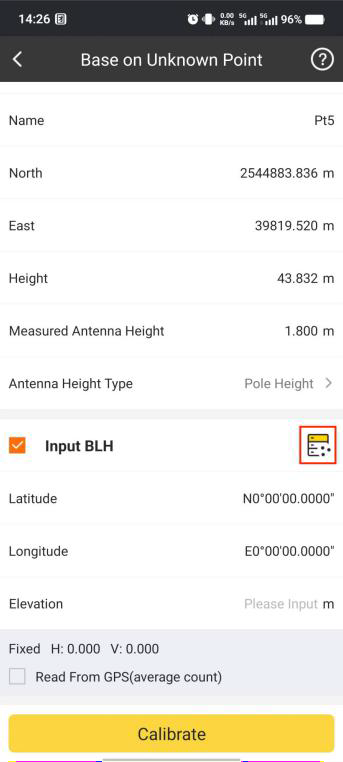 14:26 0.00 KB/s 5G 5G 96%
Base on Unknown Point ?
Name Pt5
North 2544883.836 m
East 39819.520 m
Height 43.832 m
Measured Antenna Height 1.800 m
Antenna Height Type Pole Height >
Input BLH
Latitude N0°00'00.0000"
Longitude E0°00'00.0000"
Elevation Please Input m
Fixed H: 0.000 V: 0.000
Read From GPS(average count)
Calibrate